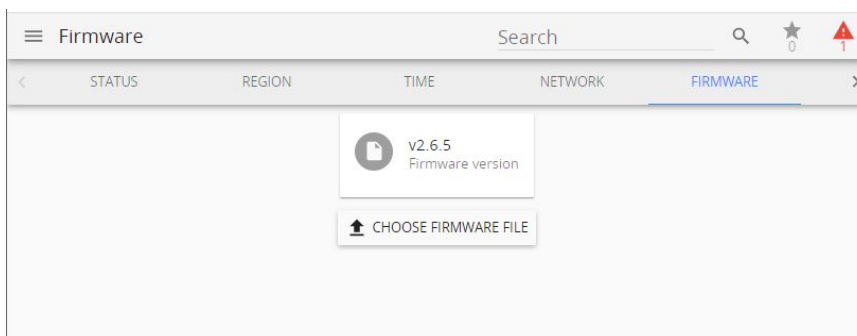 Firmware
Search
0
1
STATUS REGION TIME NETWORK FIRMWARE
v2.6.5
Firmware version
CHOOSE FIRMWARE FILE